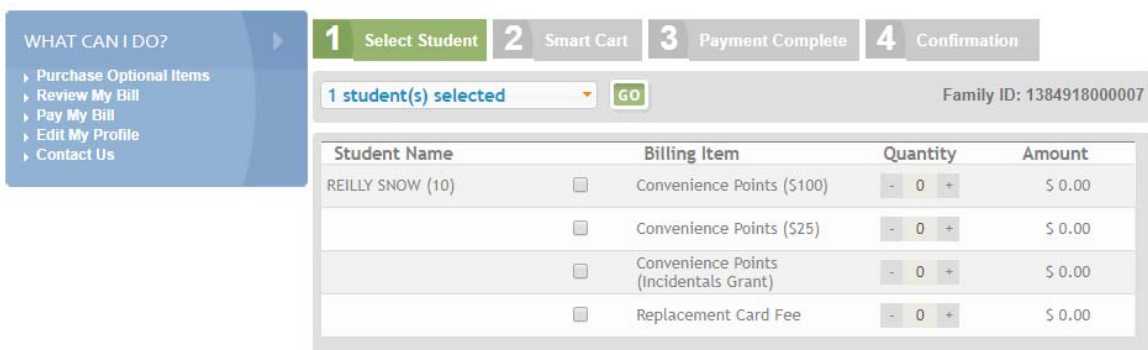 WHAT CAN I DO?
Purchase Optional Items
Review My Bill
Pay My Bill
Edit My Profile
Contact Us
1 Select Student 2 Smart Cart 3 Payment Complete 4 Confirmation
1 student(s) selected GO Family ID: 1384918000007
Student Name Billing Item Quantity Amount
REILLY SNOW (10) Convenience Points ($100) - 0 + $ 0.00
Convenience Points ($25) - 0 + $ 0.00
Convenience Points
(Incidentals Grant) - 0 + $ 0.00
Replacement Card Fee - 0 + $ 0.00